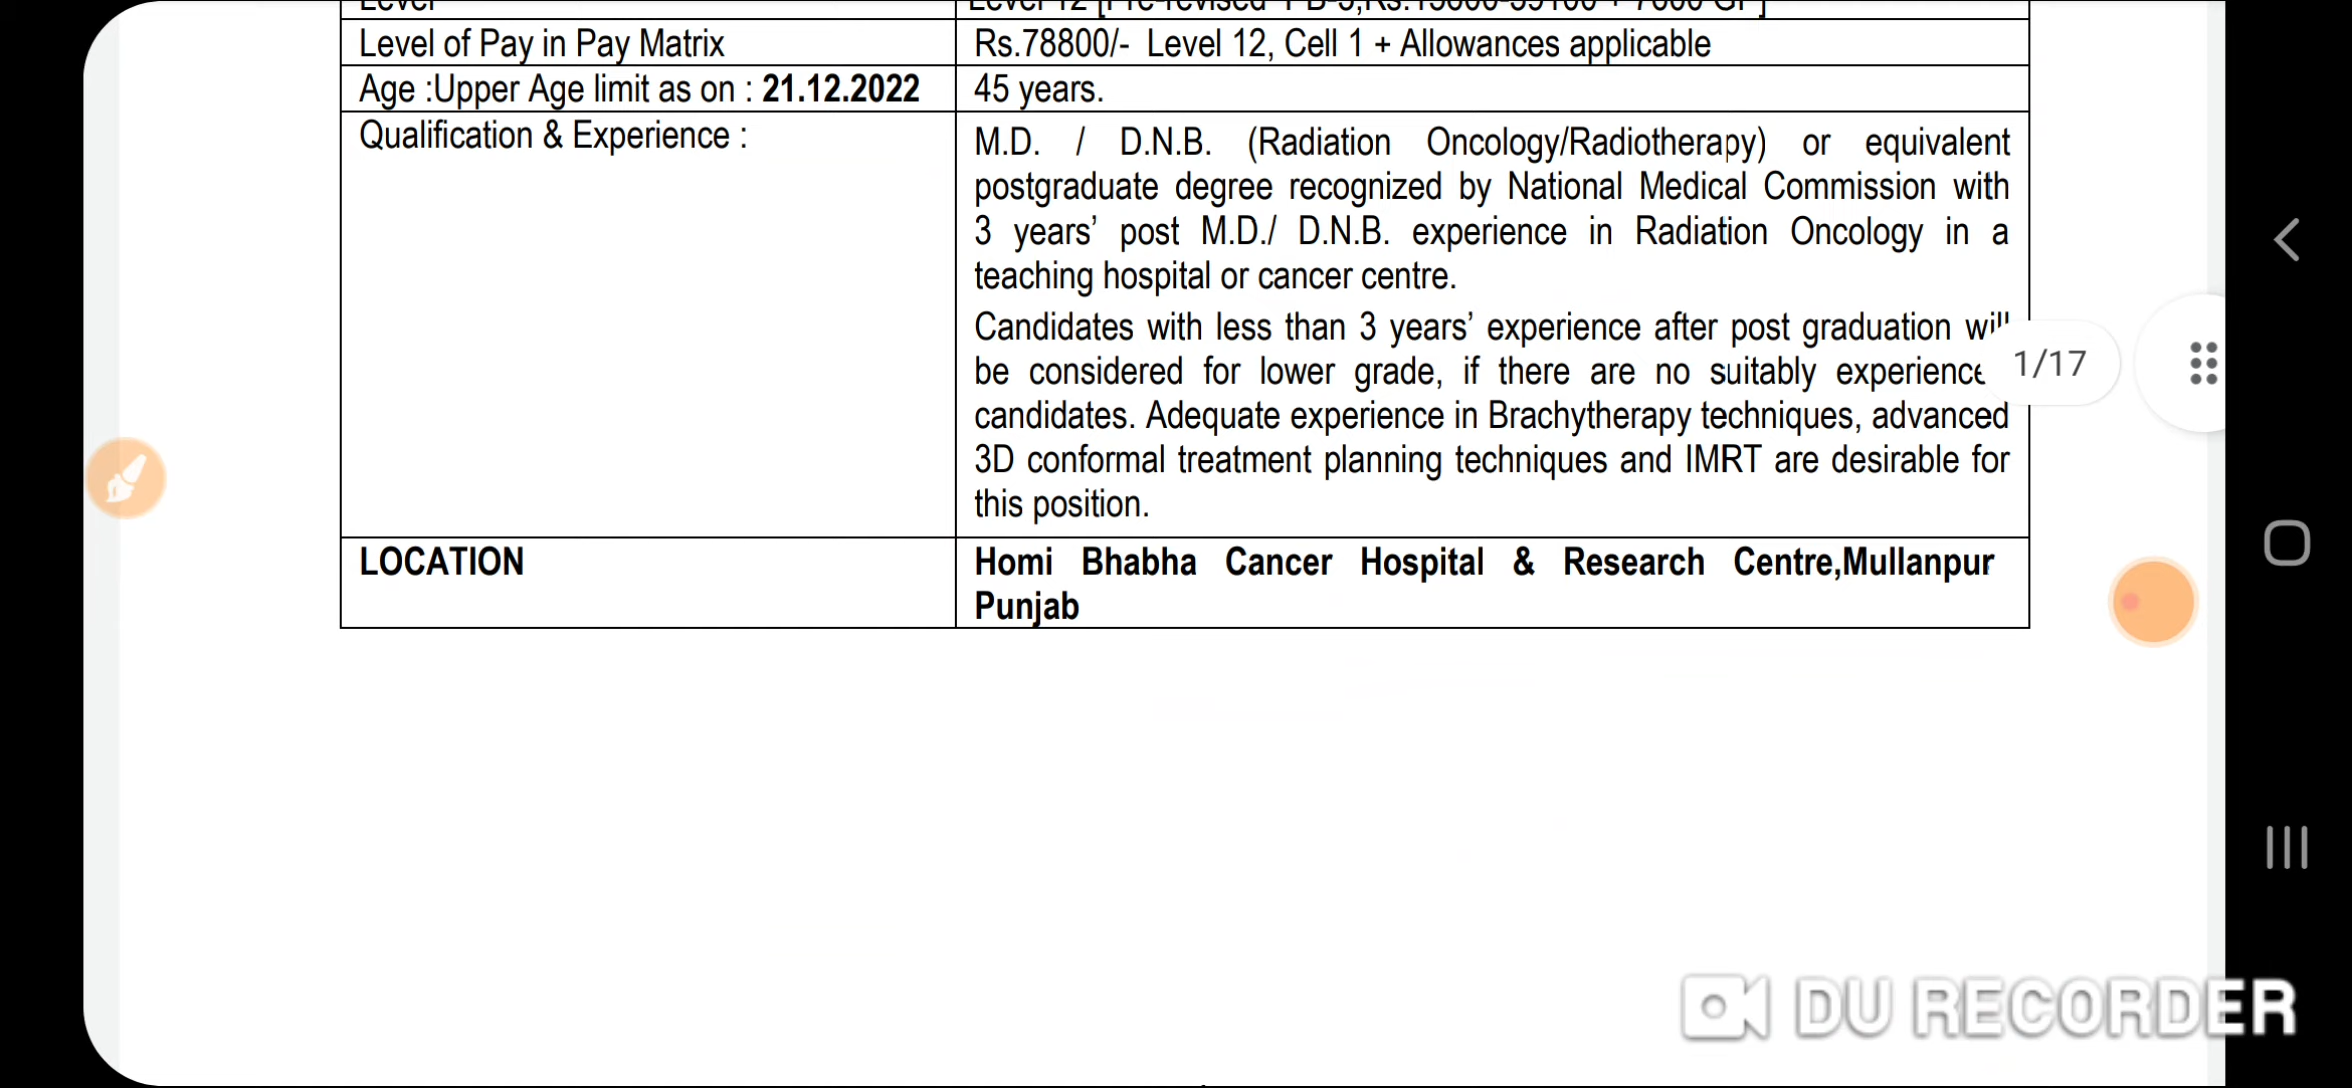 Level of Pay in Pay Matrix
Rs.78800/- Level 12, Cell 1 + Allowances applicable
Age :Upper Age limit as on : 21.12.2022
45 years.
Qualification & Experience :
M.D. / D.N.B. (Radiation Oncology/Radiotherapy) or equivalent
postgraduate degree recognized by National Medical Commission with
3 years' post M.D./ D.N.B. experience in Radiation Oncology in a
teaching hospital or cancer centre.
Candidates with less than 3 years' experience after post graduation will
be considered for lower grade, if there are no suitably
candidates. Adequate experience in Brachytherapy techniques, advanced
3D conformal treatment planning techniques and IMRT are desirable for
this position.
LOCATION
Homi Bhabha Cancer Hospital & Research Centre,Mullanpur
Punjab
1/17
DU RECORDER